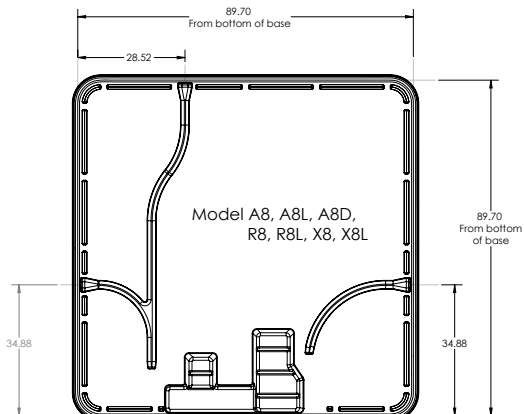 89.70
From bottom of base
28.52
Model A8, A8L, A8D,
R8, R8L, X8, X8L
89.70
From bottom
of base
34.88
34.88